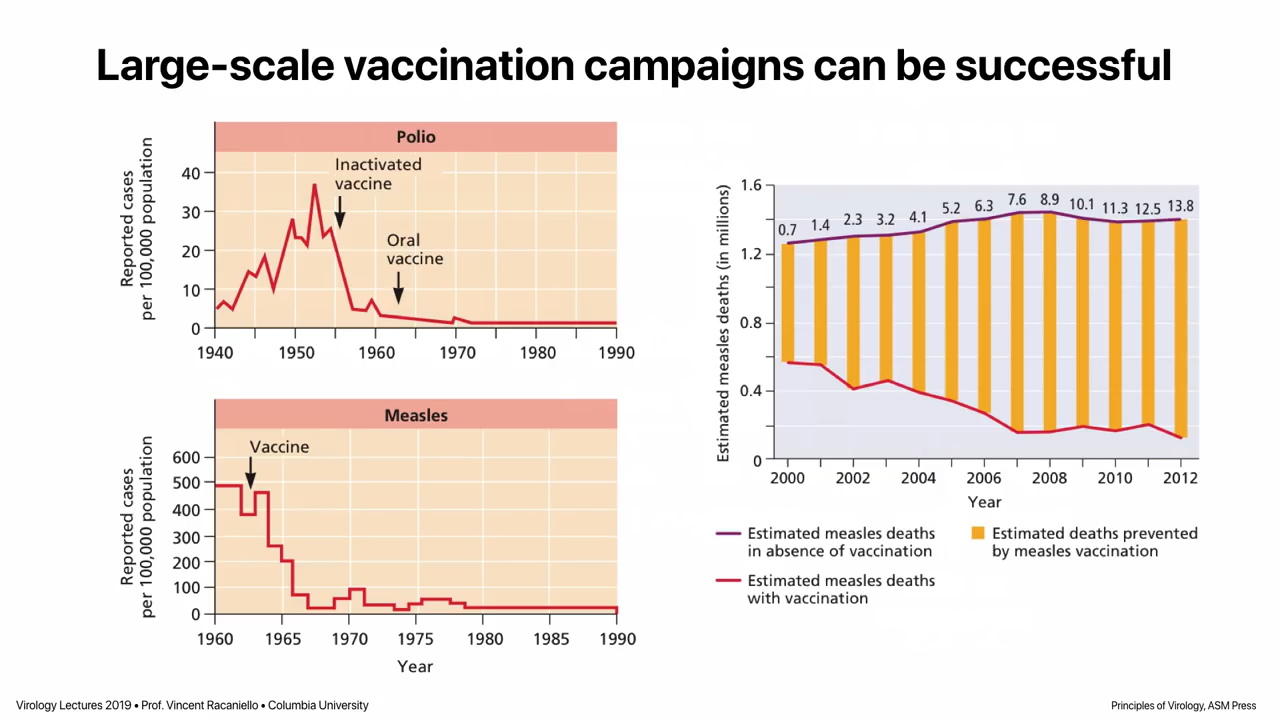 Large-scale vaccination campaigns can be successful
Polio
Reported cases
per 100,000 population
40
30
20
10
0
Inactivated
vaccine
Oral
vaccine
1940
1950
1960
1970
1980
1990
Measles
Reported cases
per 100,000 population
600
500
400
300
200
100
0
Vaccine
1960
1965
1970
1975
1980
1985
1990
Year
Estimated measles deaths (in millions)
1.6
1.2
0.8
0.4
0
0.7
1.4
2.3
3.2
4.1
5.2
6.3
7.6
8.9
10.1
11.3
12.5
13.8
2000
2002
2004
2006
2008
2010
2012
Year
Estimated measles deaths
in absence of vaccination
Estimated measles deaths
with vaccination
Estimated deaths prevented
by measles vaccination
Virology Lectures 2019 • Prof. Vincent Racaniello • Columbia University
Principles of Virology, ASM Press